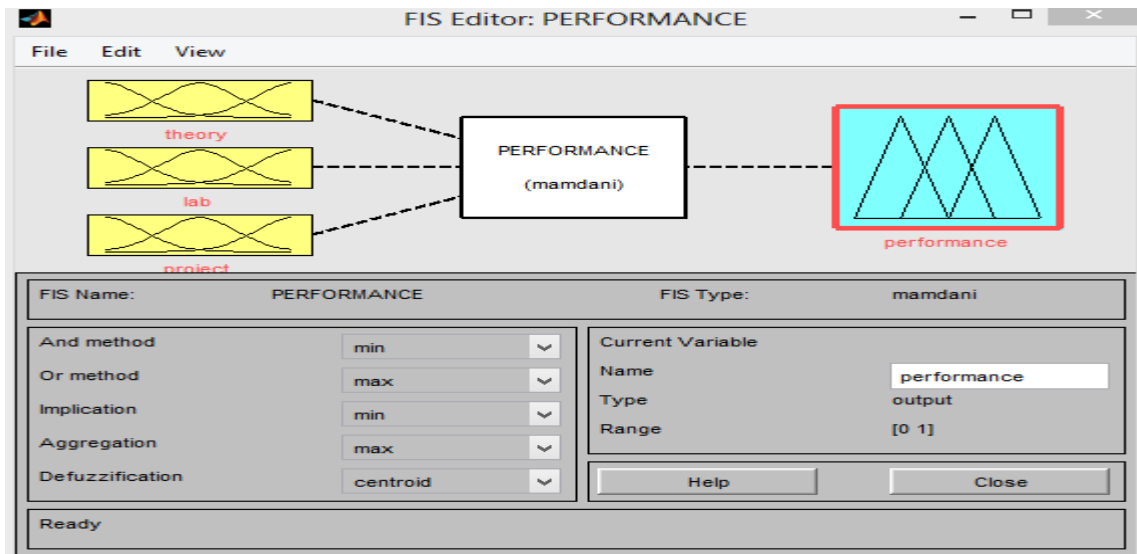 FIS Editor: PERFORMANCE
File Edit View
theory
lab
project
PERFORMANCE
(mamdani)
performance
FIS Name: PERFORMANCE FIS Type: mamdani
And method min
Or method max
Implication min
Aggregation max
Defuzzification centroid
Current Variable
Name performance
Type output
Range [0 1]
Help Close
Ready